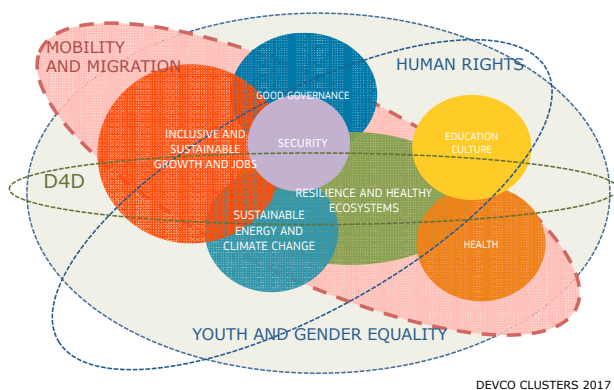 MOBILITY
AND MIGRATION
HUMAN RIGHTS
GOOD GOVERNANCE
INCLUSIVE AND
SUSTAINABLE
GROWTH AND JOBS
SECURITY
EDUCATION
CULTURE
D4D
RESILIENCE AND HEALTHY
ECOSYSTEMS
SUSTAINABLE
ENERGY AND
CLIMATE CHANGE
HEALTH
YOUTH AND GENDER EQUALITY
DEVCO CLUSTERS 2017